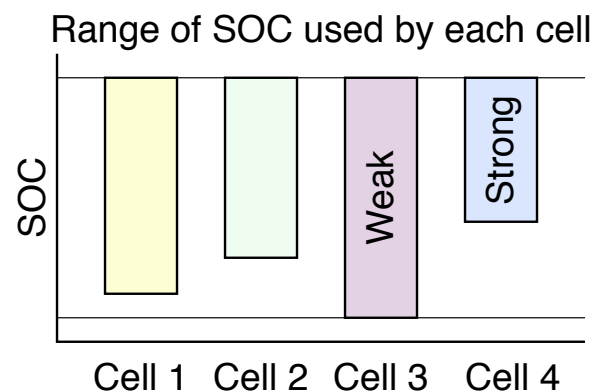 Range of SOC used by each cell
SOC
Weak
Strong
Cell 1
Cell 2
Cell 3
Cell 4